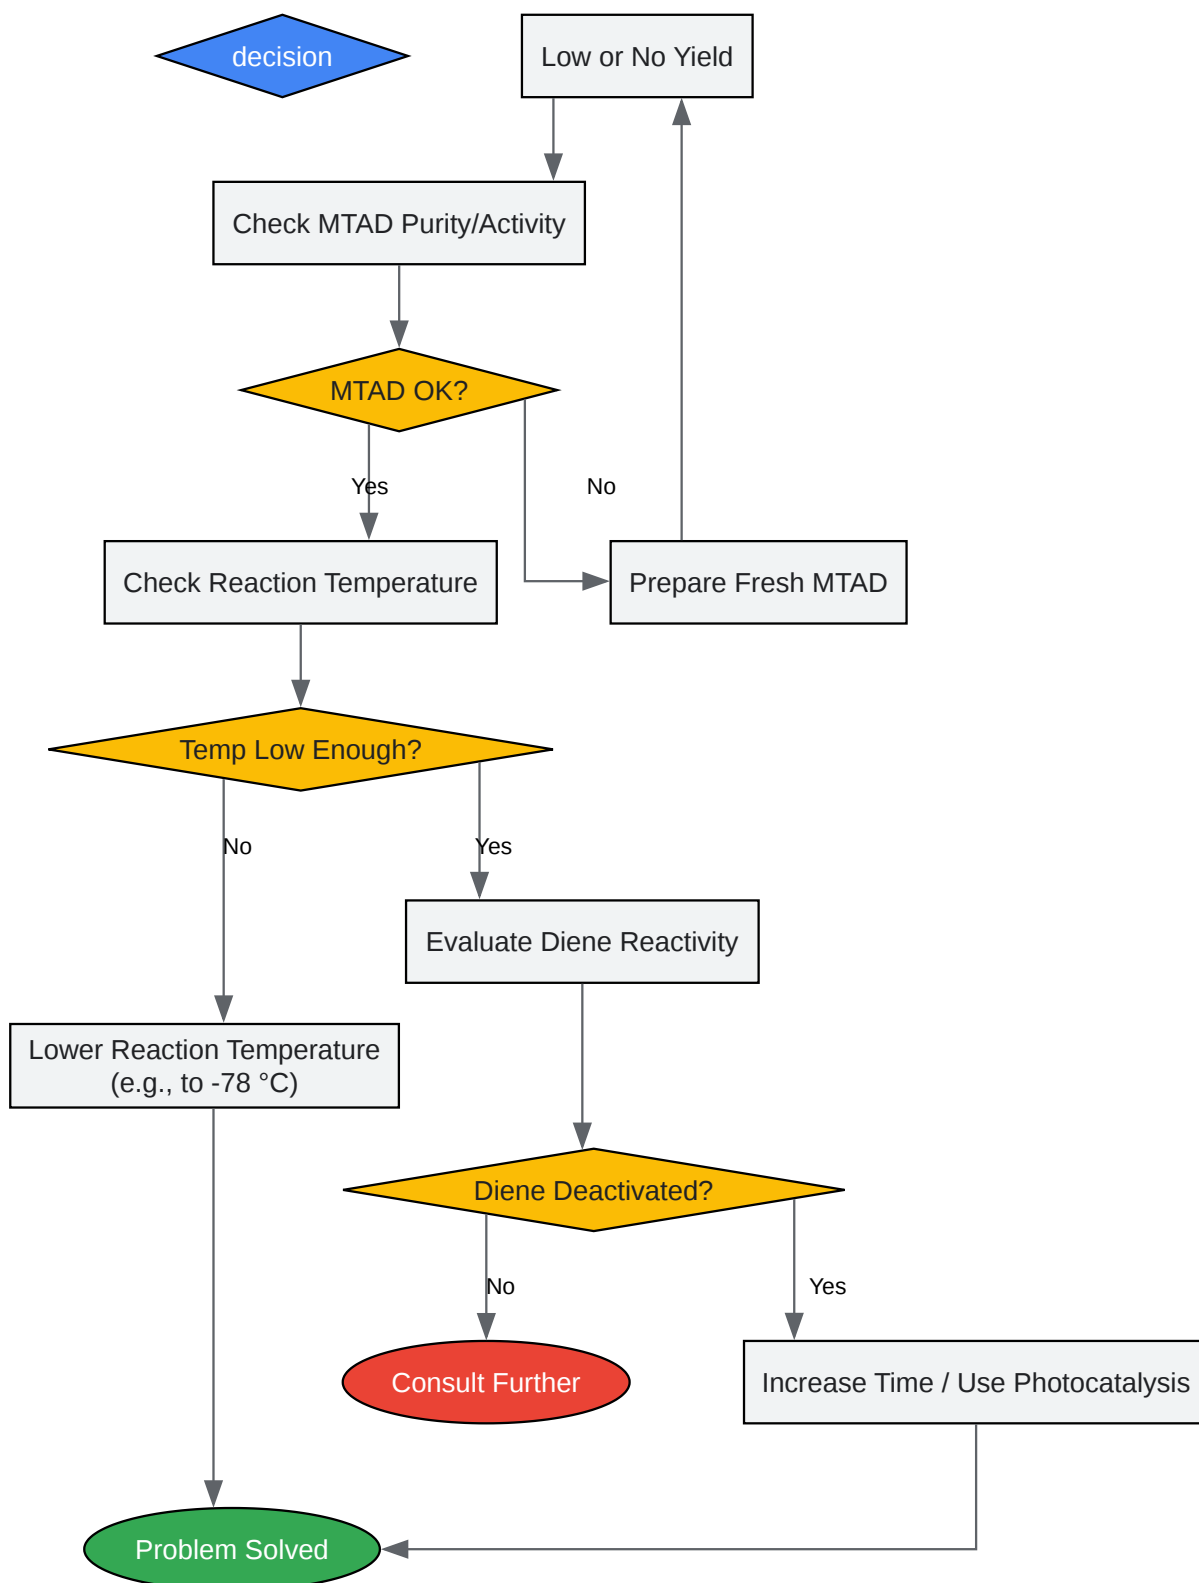 decision
Low or No Yield
Check MTAD Purity/Activity
MTAD OK?
Yes
No
Check Reaction Temperature
Prepare Fresh MTAD
Temp Low Enough?
No
Yes
Evaluate Diene Reactivity
Lower Reaction Temperature
(e.g., to -78 °C)
Diene Deactivated?
No
Yes
Consult Further
Increase Time / Use Photocatalysis
Problem Solved